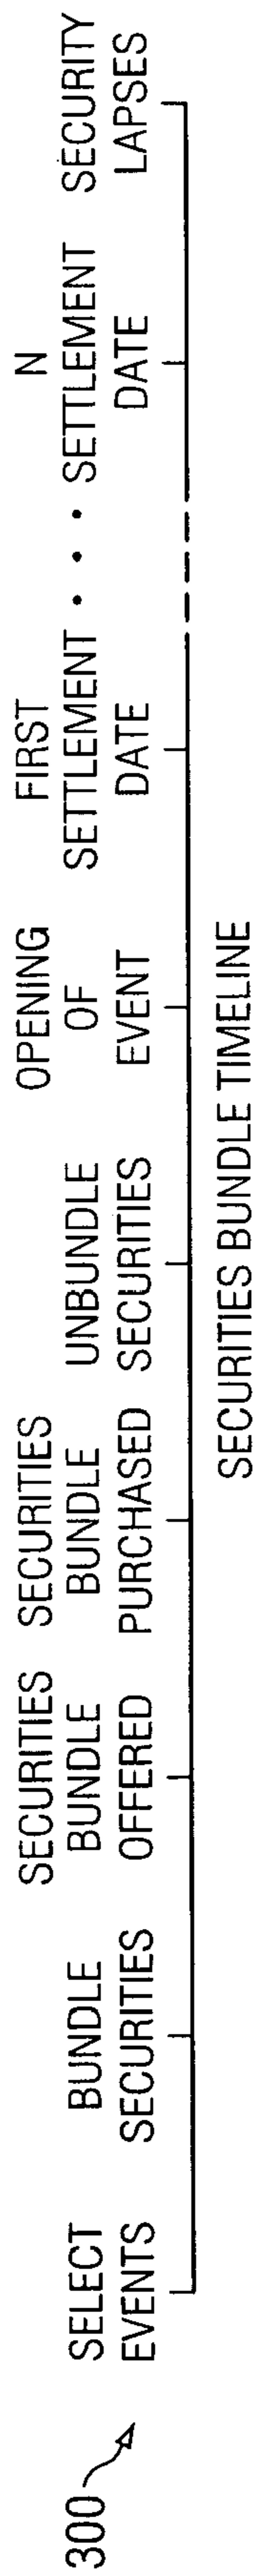 300
SELECT
EVENTS
BUNDLE
SECURITIES
SECURITIES
BUNDLE
OFFERED
SECURITIES
BUNDLE
PURCHASED
UNBUNDLE
SECURITIES
OPENING
OF
EVENT
FIRST
SETTLEMENT
DATE
• • •
N
SETTLEMENT
DATE
SECURITY
LAPSES
SECURITIES BUNDLE TIMELINE